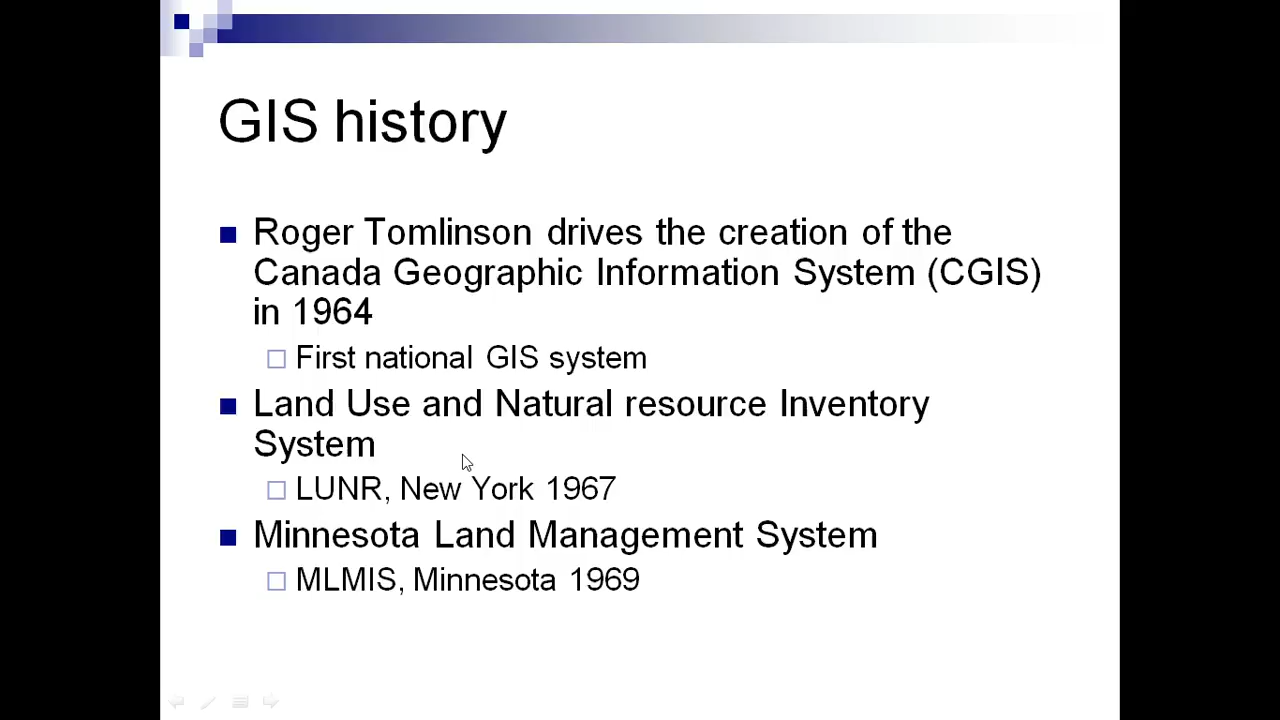 GIS history
Roger Tomlinson drives the creation of the
Canada Geographic Information System (CGIS)
in 1964
First national GIS system
Land Use and Natural resource Inventory
System
LUNR, New York 1967
Minnesota Land Management System
MLMIS, Minnesota 1969